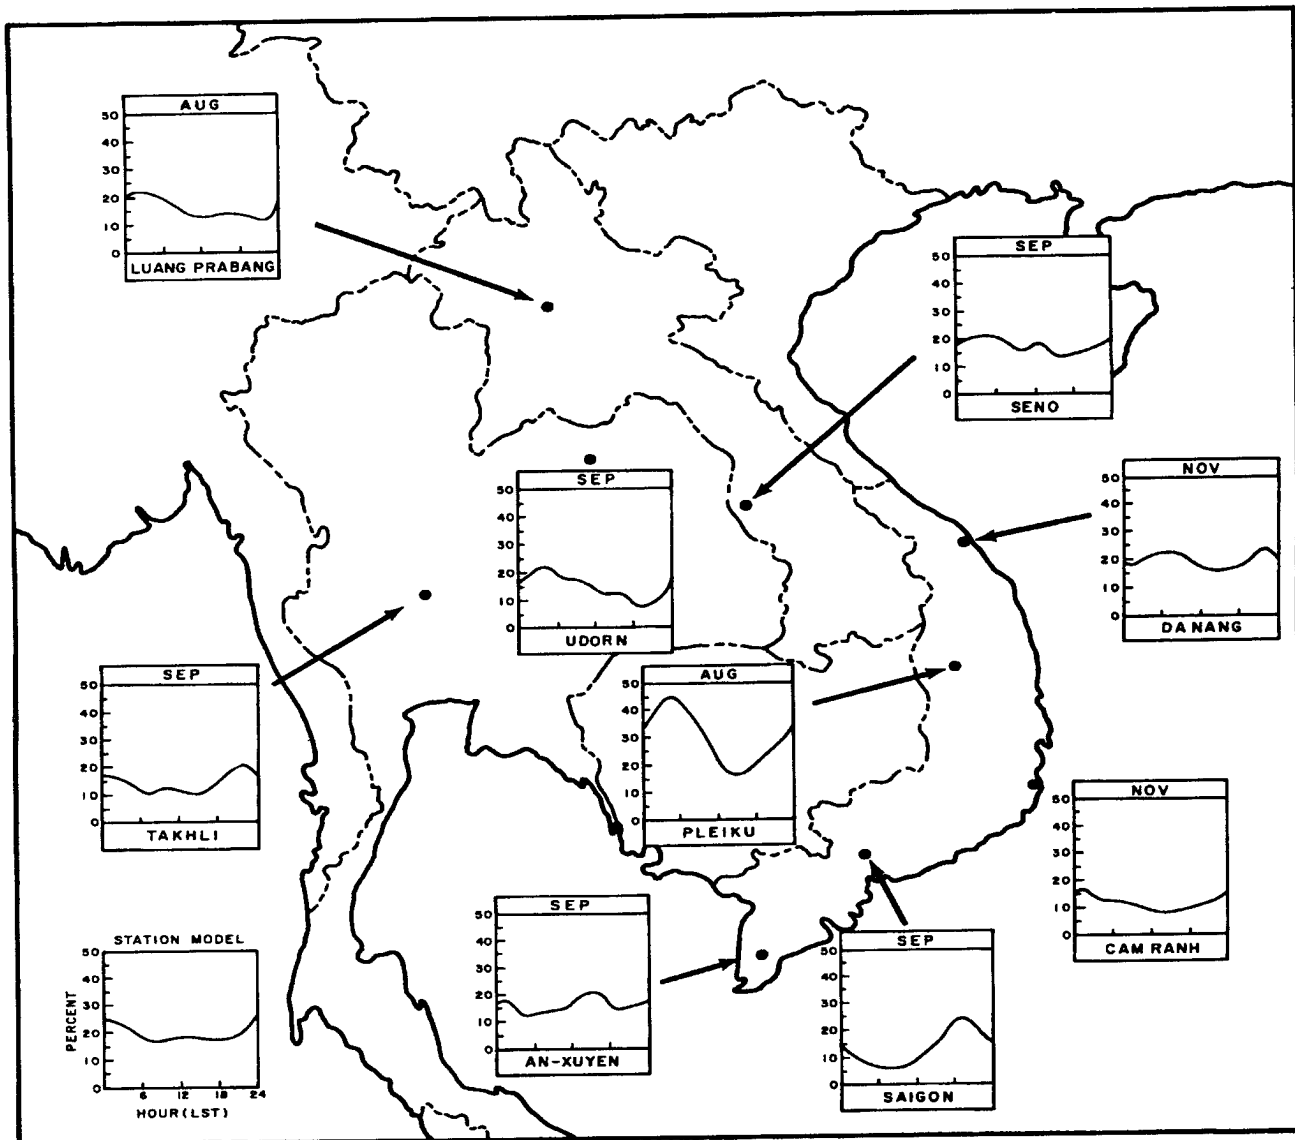 AUG
50
40
30
20
10
0
LUANG PRABANG
SEP
50
40
30
20
10
0
SENO
SEP
50
40
30
20
10
0
UDORN
NOV
50
40
30
20
10
0
DA NANG
SEP
50
40
30
20
10
0
TAKHLI
AUG
50
40
30
20
10
0
PLEIKU
NOV
50
40
30
20
10
0
CAM RANH
SEP
50
40
30
20
10
0
AN-XUYEN
SEP
50
40
30
20
10
0
SAIGON
STATION MODEL
PERCENT
50
40
30
20
10
0
6 12 18 24
HOUR(LST)